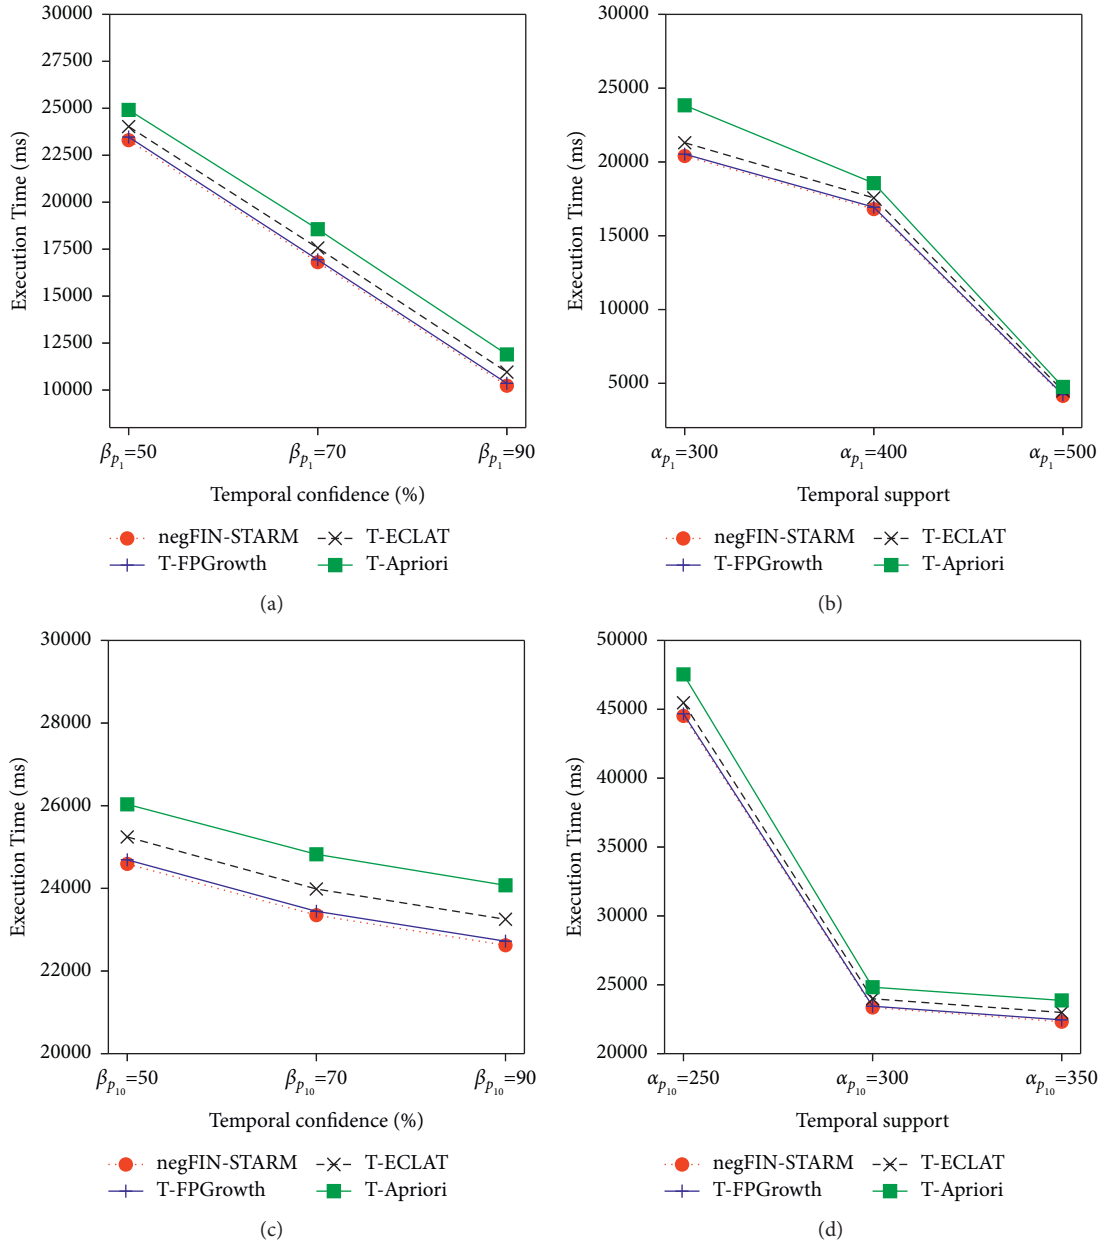 30000
27500
25000
22500
20000
17500
15000
12500
10000
Execution Time (ms)
βp1=50 βp1=70 βp1=90
Temporal confidence (%)
negFIN-STARM T-ECLAT
T-FPGrowth T-Apriori
(a)
30000
25000
20000
15000
10000
5000
Execution Time (ms)
αp1=300 αp1=400 αp1=500
Temporal support
negFIN-STARM T-ECLAT
T-FPGrowth T-Apriori
(b)
30000
28000
26000
24000
22000
20000
Execution Time (ms)
βp10=50 βp10=70 βp10=90
Temporal confidence (%)
negFIN-STARM T-ECLAT
T-FPGrowth T-Apriori
(c)
50000
45000
40000
35000
30000
25000
20000
Execution Time (ms)
αp10=250 αp10=300 αp10=350
Temporal support
negFIN-STARM T-ECLAT
T-FPGrowth T-Apriori
(d)